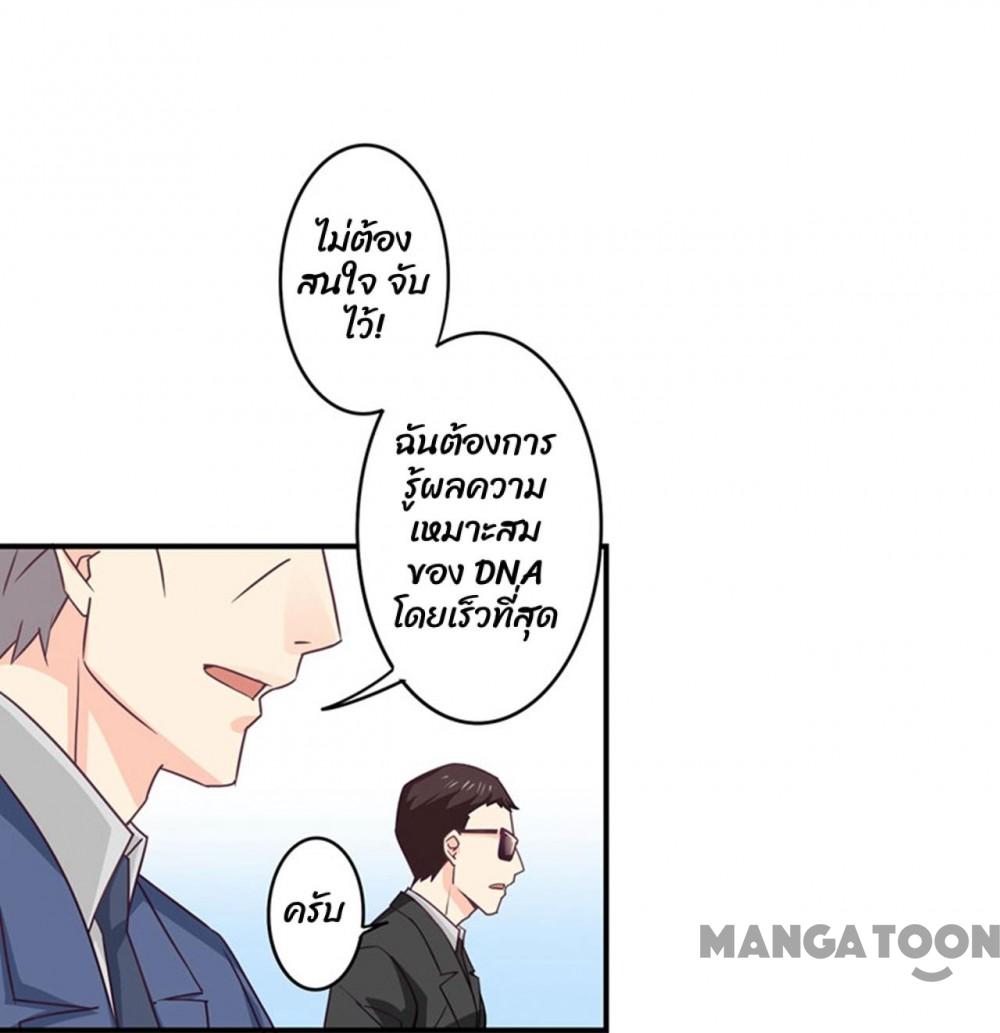 ไม่ต้อง
สนใจ จับ
ไว้!
ฉันต้องการ
รู้ผลความ
เหมาะสม
ของ DNA
โดยเร็วที่สุด
ครับ
MANGATOON